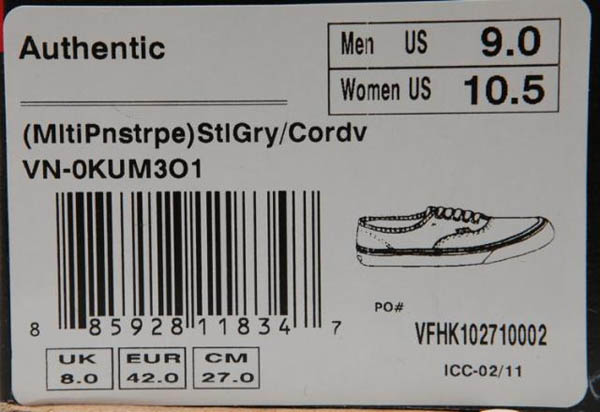 Authentic
Men US 9.0
Women US 10.5
(MltiPnstrpe)StlGry/Cordv
VN-0KUM3O1
8 85928 11834 7
PO#
VFHK102710002
UK EUR CM
8.0 42.0 27.0
ICC-02/11